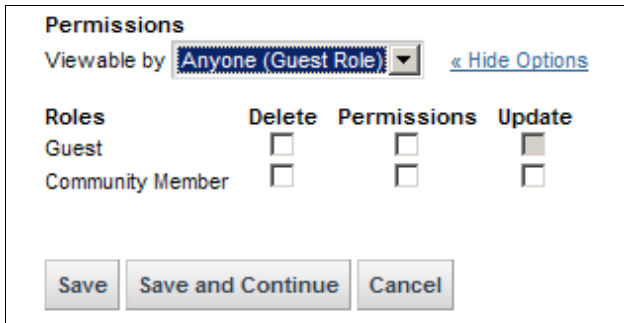 Permissions
Viewable by Anyone (Guest Role) « Hide Options
Roles Delete Permissions Update
Guest
Community Member
Save Save and Continue Cancel